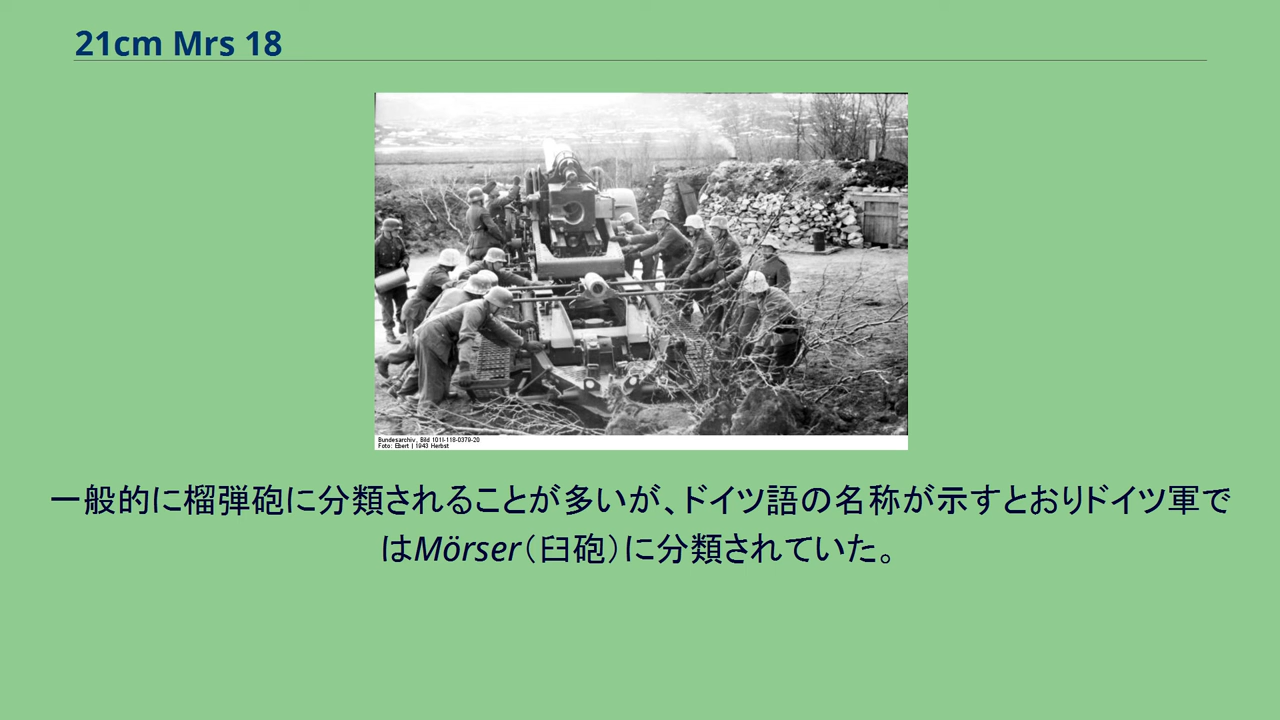 21cm Mrs 18
Bundesarchiv, Bild 101I-118-0379-20
Foto: Ebert | 1943 Herbst
一般的に榴弾砲に分類されることが多いが、ドイツ語の名称が示すとおりドイツ軍で
はMörser（臼砲）に分類されていた。